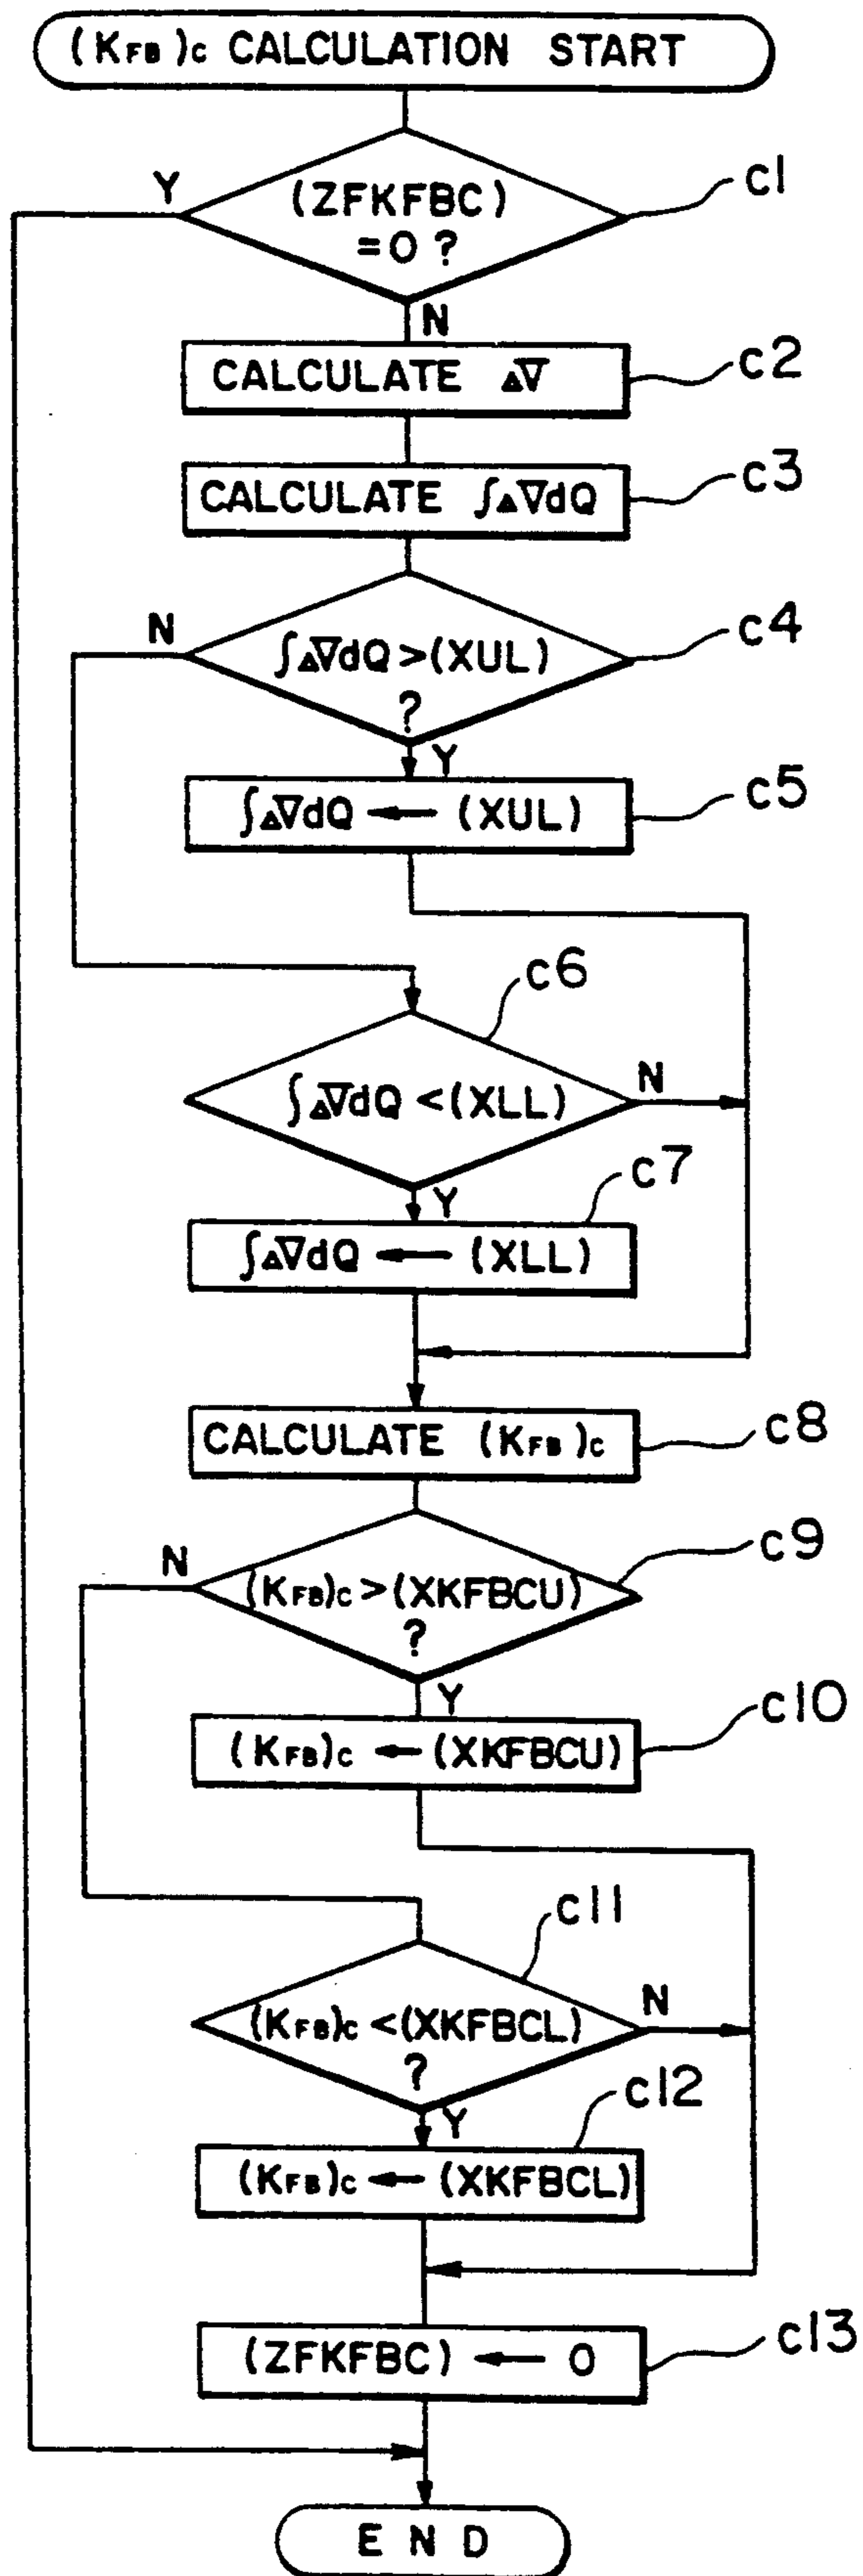 (KFB)c CALCULATION START
Y
(ZFKFBC)
=0 ?
c1
N
CALCULATE ΔV
c2
CALCULATE ∫ΔVdQ
c3
N
∫ΔVdQ > (XUL)
?
c4
Y
∫ΔVdQ ← (XUL)
c5
c6
∫ΔVdQ < (XLL)
N
Y
c7
∫ΔVdQ ← (XLL)
CALCULATE (KFB)c
c8
N
(KFB)c > (XKFBCU)
?
c9
Y
(KFB)c ← (XKFBCU)
c10
c11
(KFB)c < (XKFBCL)
?
N
Y
c12
(KFB)c ← (XKFBCL)
(ZFKFBC) ← 0
c13
END